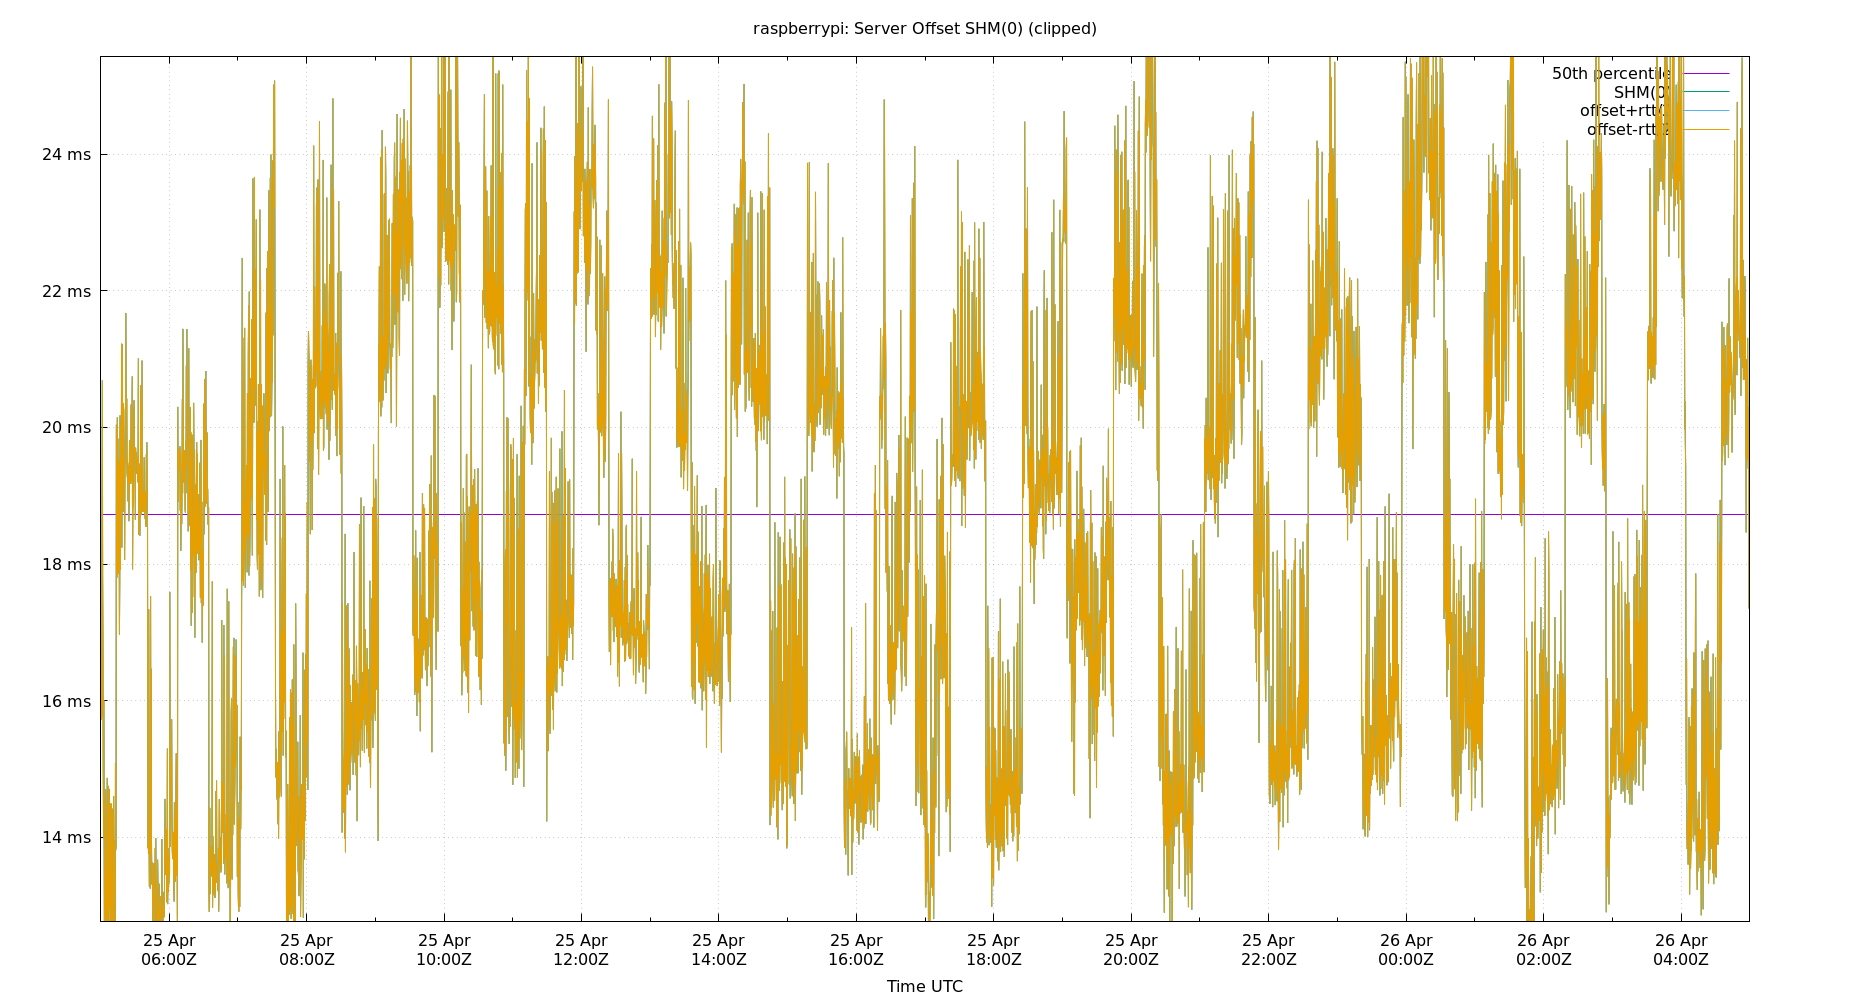 raspberrypi: Server Offset SHM(0) (clipped)
50th percentile
SHM(0)
offset+rtt/2
offset-rtt/2
24 ms
22 ms
20 ms
18 ms
16 ms
14 ms
25 Apr 25 Apr 25 Apr 25 Apr 25 Apr 25 Apr 25 Apr 25 Apr 25 Apr 26 Apr 26 Apr 26 Apr
06:00Z 08:00Z 10:00Z 12:00Z 14:00Z 16:00Z 18:00Z 20:00Z 22:00Z 00:00Z 02:00Z 04:00Z
Time UTC